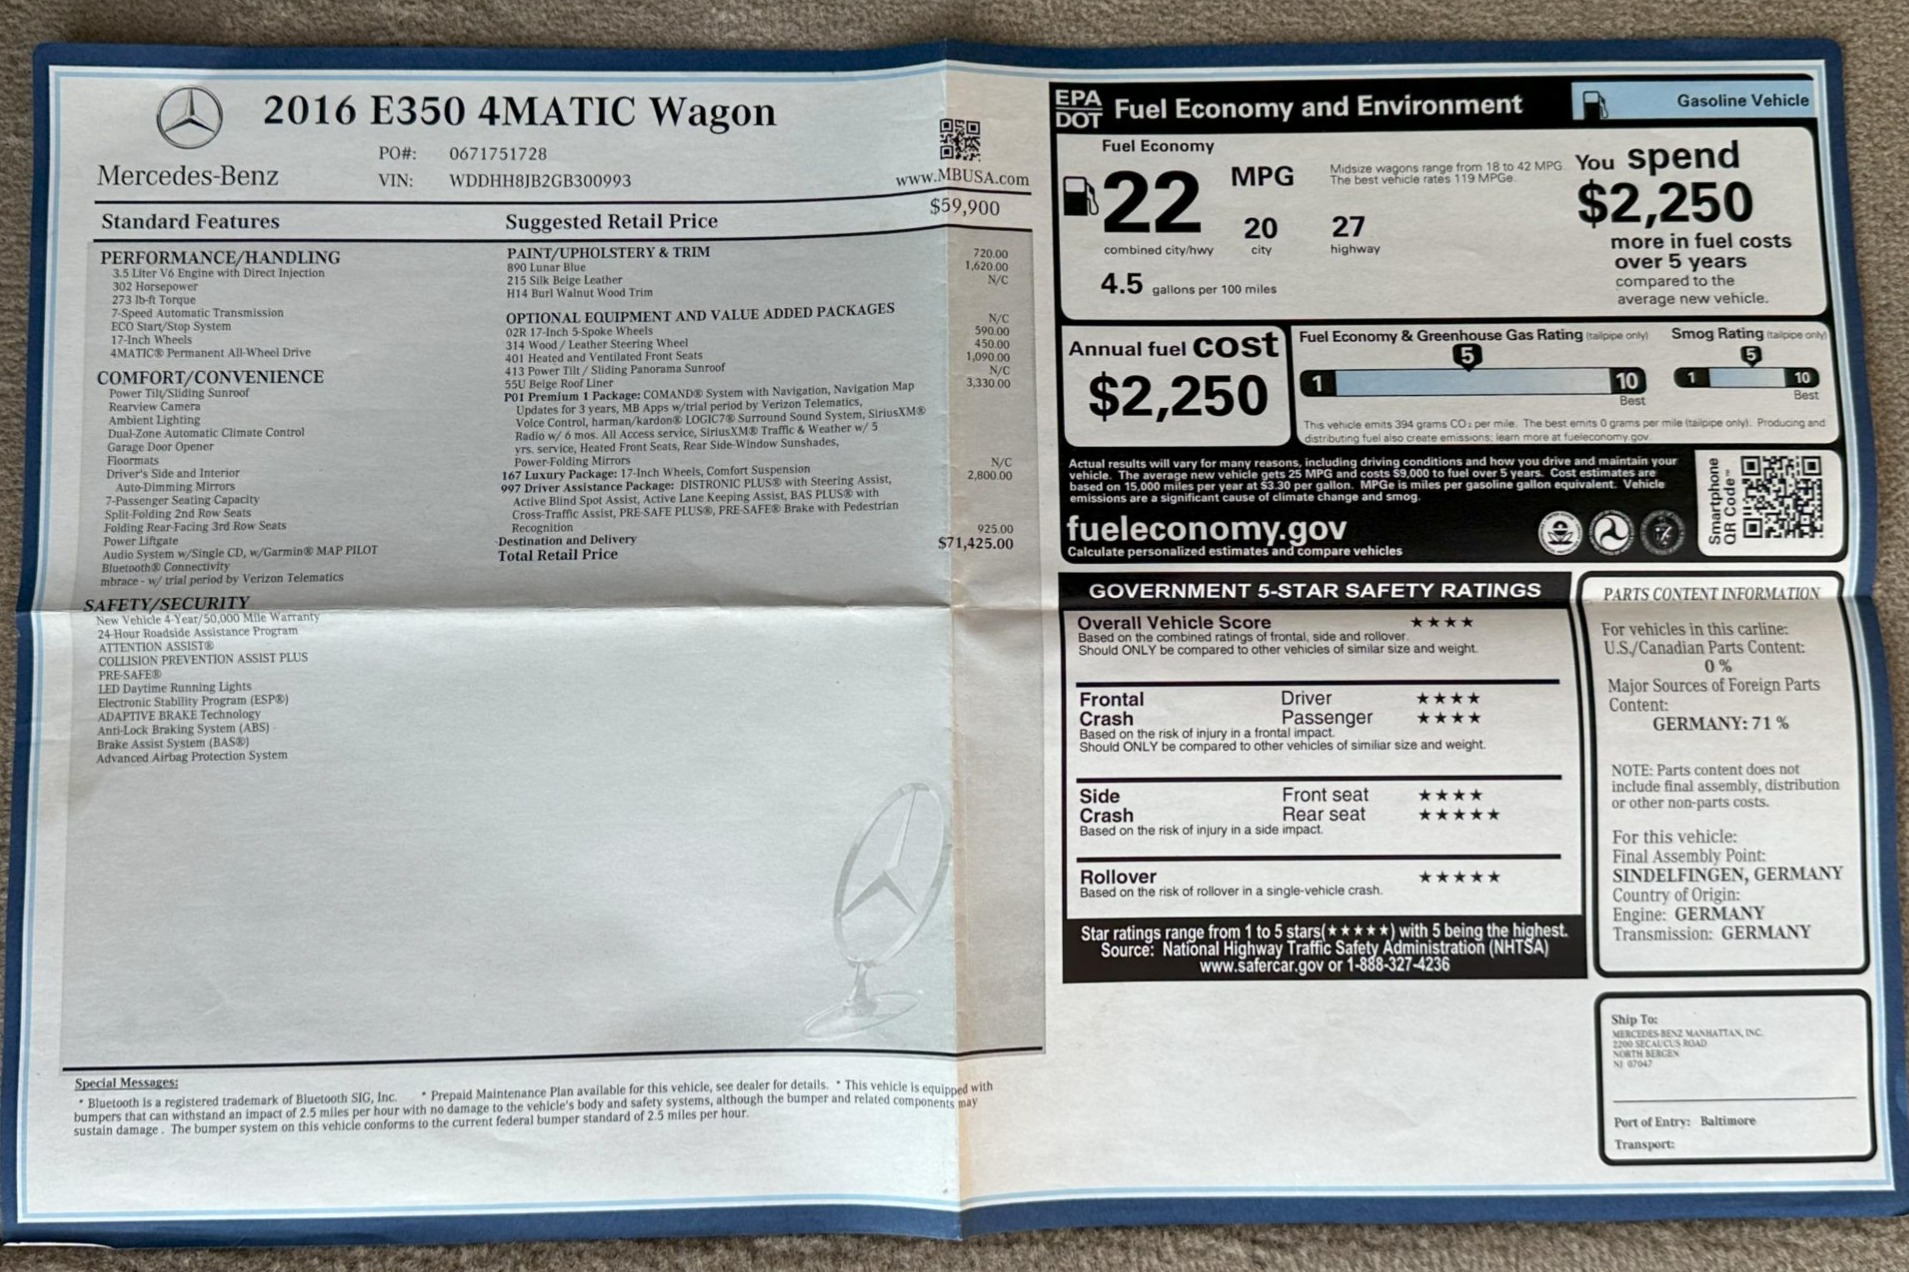 2016 E350 4MATIC Wagon
Mercedes-Benz
PO#: 0671751728
VIN: WDDHH8JB2GB300993
www.MBUSA.com
Standard Features
PERFORMANCE/HANDLING
3.5 Liter V6 Engine with Direct Injection
302 Horsepower
273 lb-ft Torque
7-Speed Automatic Transmission
ECO Start/Stop System
17-Inch Wheels
4MATIC® Permanent All-Wheel Drive
COMFORT/CONVENIENCE
Power Tilt/Sliding Sunroof
Rearview Camera
Ambient Lighting
Dual-Zone Automatic Climate Control
Garage Door Opener
Floormats
Driver's Side and Interior
Auto-Dimming Mirrors
7-Passenger Seating Capacity
Split-Folding 2nd Row Seats
Folding Rear-Facing 3rd Row Seats
Power Liftgate
Audio System w/Single CD, w/Garmin® MAP PILOT
Bluetooth® Connectivity
mbrace - w/ trial period by Verizon Telematics
SAFETY/SECURITY
New Vehicle 4-Year/50,000 Mile Warranty
24-Hour Roadside Assistance Program
ATTENTION ASSIST®
COLLISION PREVENTION ASSIST PLUS
PRE-SAFE®
LED Daytime Running Lights
Electronic Stability Program (ESP®)
ADAPTIVE BRAKE Technology
Anti-Lock Braking System (ABS)
Brake Assist System (BAS®)
Advanced Airbag Protection System
Suggested Retail Price $59,900
PAINT/UPHOLSTERY & TRIM
890 Lunar Blue 720.00
215 Silk Beige Leather 1,620.00
H14 Burl Walnut Wood Trim N/C
OPTIONAL EQUIPMENT AND VALUE ADDED PACKAGES
02R 17-Inch 5-Spoke Wheels N/C
314 Wood / Leather Steering Wheel 590.00
401 Heated and Ventilated Front Seats 450.00
413 Power Tilt / Sliding Panorama Sunroof 1,090.00
55U Beige Roof Liner N/C
P01 Premium 1 Package: COMAND® System with Navigation, Navigation Map 3,330.00
Updates for 3 years, MB Apps w/trial period by Verizon Telematics,
Voice Control, harman/kardon® LOGIC7® Surround Sound System, SiriusXM®
Radio w/ 6 mos. All Access service, SiriusXM® Traffic & Weather w/ 5
yrs. service, Heated Front Seats, Rear Side-Window Sunshades,
Power-Folding Mirrors
167 Luxury Package: 17-Inch Wheels, Comfort Suspension N/C
997 Driver Assistance Package: DISTRONIC PLUS® with Steering Assist, 2,800.00
Active Blind Spot Assist, Active Lane Keeping Assist, BAS PLUS® with
Cross-Traffic Assist, PRE-SAFE PLUS®, PRE-SAFE® Brake with Pedestrian
Recognition
Destination and Delivery 925.00
Total Retail Price $71,425.00
Special Messages:
* Bluetooth is a registered trademark of Bluetooth SIG, Inc. * Prepaid Maintenance Plan available for this vehicle, see dealer for details. * This vehicle is equipped with
bumpers that can withstand an impact of 2.5 miles per hour with no damage to the vehicle's body and safety systems, although the bumper and related components may
sustain damage . The bumper system on this vehicle conforms to the current federal bumper standard of 2.5 miles per hour.
EPA
DOT
Fuel Economy and Environment
Gasoline Vehicle
Fuel Economy
22 MPG
combined city/hwy
20
city
27
highway
4.5 gallons per 100 miles
Midsize wagons range from 18 to 42 MPG.
The best vehicle rates 119 MPGe.
You spend
$2,250
more in fuel costs
over 5 years
compared to the
average new vehicle.
Annual fuel cost
$2,250
Fuel Economy & Greenhouse Gas Rating (tailpipe only)
5
1 10
Best
Smog Rating (tailpipe only)
5
1 10
Best
This vehicle emits 394 grams CO2 per mile. The best emits 0 grams per mile (tailpipe only). Producing and
distributing fuel also create emissions; learn more at fueleconomy.gov.
Actual results will vary for many reasons, including driving conditions and how you drive and maintain your
vehicle. The average new vehicle gets 25 MPG and costs $9,000 to fuel over 5 years. Cost estimates are
based on 15,000 miles per year at $3.30 per gallon. MPGe is miles per gasoline gallon equivalent. Vehicle
emissions are a significant cause of climate change and smog.
fueleconomy.gov
Calculate personalized estimates and compare vehicles
Smartphone
QR Code™
GOVERNMENT 5-STAR SAFETY RATINGS
Overall Vehicle Score ★★★★
Based on the combined ratings of frontal, side and rollover.
Should ONLY be compared to other vehicles of similar size and weight.
Frontal Driver ★★★★
Crash Passenger ★★★★
Based on the risk of injury in a frontal impact.
Should ONLY be compared to other vehicles of similiar size and weight.
Side Front seat ★★★★
Crash Rear seat ★★★★★
Based on the risk of injury in a side impact.
Rollover ★★★★★
Based on the risk of rollover in a single-vehicle crash.
Star ratings range from 1 to 5 stars(★★★★★) with 5 being the highest.
Source: National Highway Traffic Safety Administration (NHTSA)
www.safercar.gov or 1-888-327-4236
PARTS CONTENT INFORMATION
For vehicles in this carline:
U.S./Canadian Parts Content:
0 %
Major Sources of Foreign Parts
Content:
GERMANY: 71 %
NOTE: Parts content does not
include final assembly, distribution
or other non-parts costs.
For this vehicle:
Final Assembly Point:
SINDELFINGEN, GERMANY
Country of Origin:
Engine: GERMANY
Transmission: GERMANY
Ship To:
MERCEDES-BENZ MANHATTAN, INC.
2200 SECAUCUS ROAD
NORTH BERGEN
NJ 07047
Port of Entry: Baltimore
Transport: